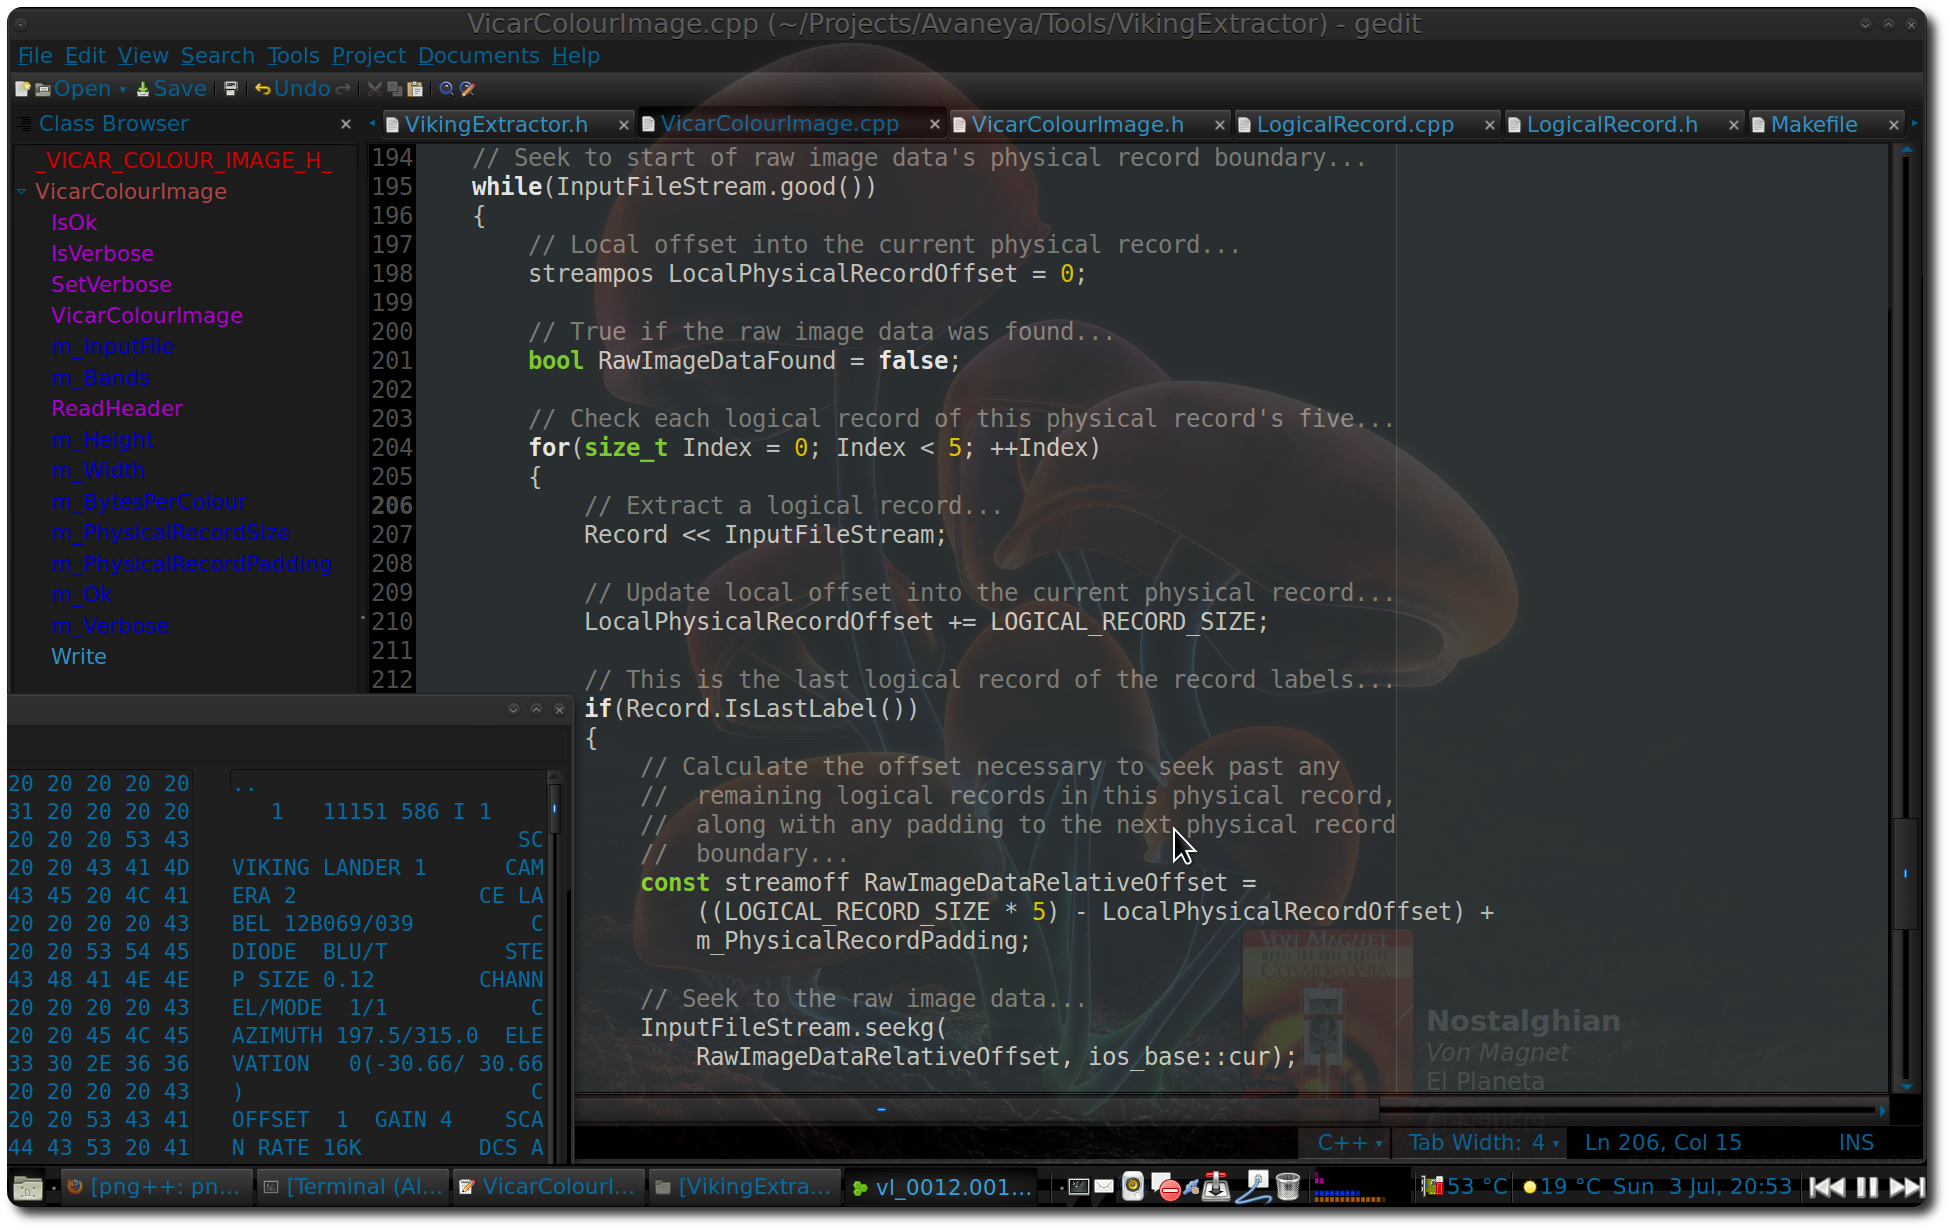 VicarColourImage.cpp (~/Projects/Avaneya/Tools/VikingExtractor) - gedit
File Edit View Search Tools Project Documents Help
Open Save Undo
Class Browser
VikingExtractor.h VicarColourImage.cpp VicarColourImage.h LogicalRecord.cpp LogicalRecord.h Makefile
_VICAR_COLOUR_IMAGE_H_
VicarColourImage
IsOk
IsVerbose
SetVerbose
VicarColourImage
m_InputFile
m_Bands
ReadHeader
m_Height
m_Width
m_BytesPerColour
m_PhysicalRecordSize
m_PhysicalRecordPadding
m_Ok
m_Verbose
Write
194 // Seek to start of raw image data's physical record boundary...
195 while(InputFileStream.good())
196 {
197 // Local offset into the current physical record...
198 streampos LocalPhysicalRecordOffset = 0;
199
200 // True if the raw image data was found...
201 bool RawImageDataFound = false;
202
203 // Check each logical record of this physical record's five...
204 for(size_t Index = 0; Index < 5; ++Index)
205 {
206 // Extract a logical record...
207 Record << InputFileStream;
208
209 // Update local offset into the current physical record...
210 LocalPhysicalRecordOffset += LOGICAL_RECORD_SIZE;
211
212 // This is the last logical record of the record labels...
if(Record.IsLastLabel())
{
// Calculate the offset necessary to seek past any
//  remaining logical records in this physical record,
//  along with any padding to the next physical record
//  boundary...
const streamoff RawImageDataRelativeOffset =
((LOGICAL_RECORD_SIZE * 5) - LocalPhysicalRecordOffset) +
m_PhysicalRecordPadding;
// Seek to the raw image data...
InputFileStream.seekg(
RawImageDataRelativeOffset, ios_base::cur);
20 20 20 20 20 ..
31 20 20 20 20 1 11151 586 I 1
20 20 20 53 43 SC
20 20 43 41 4D VIKING LANDER 1 CAM
43 45 20 4C 41 ERA 2 CE LA
20 20 20 20 43 BEL 12B069/039 C
20 20 53 54 45 DIODE BLU/T STE
43 48 41 4E 4E P SIZE 0.12 CHANN
20 20 20 20 43 EL/MODE 1/1 C
20 20 45 4C 45 AZIMUTH 197.5/315.0 ELE
33 30 2E 36 36 VATION 0(-30.66/ 30.66
20 20 20 20 43 ) C
20 20 53 43 41 OFFSET 1 GAIN 4 SCA
44 43 53 20 41 N RATE 16K DCS A
VON MAGNET
COSMOGONIA
Nostalghian
Von Magnet
El Planeta
C++ Tab Width: 4 Ln 206, Col 15 INS
[png++: pn... [Terminal (Al... VicarColourI... [VikingExtra... vl_0012.001... 53 °C 19 °C Sun 3 Jul, 20:53